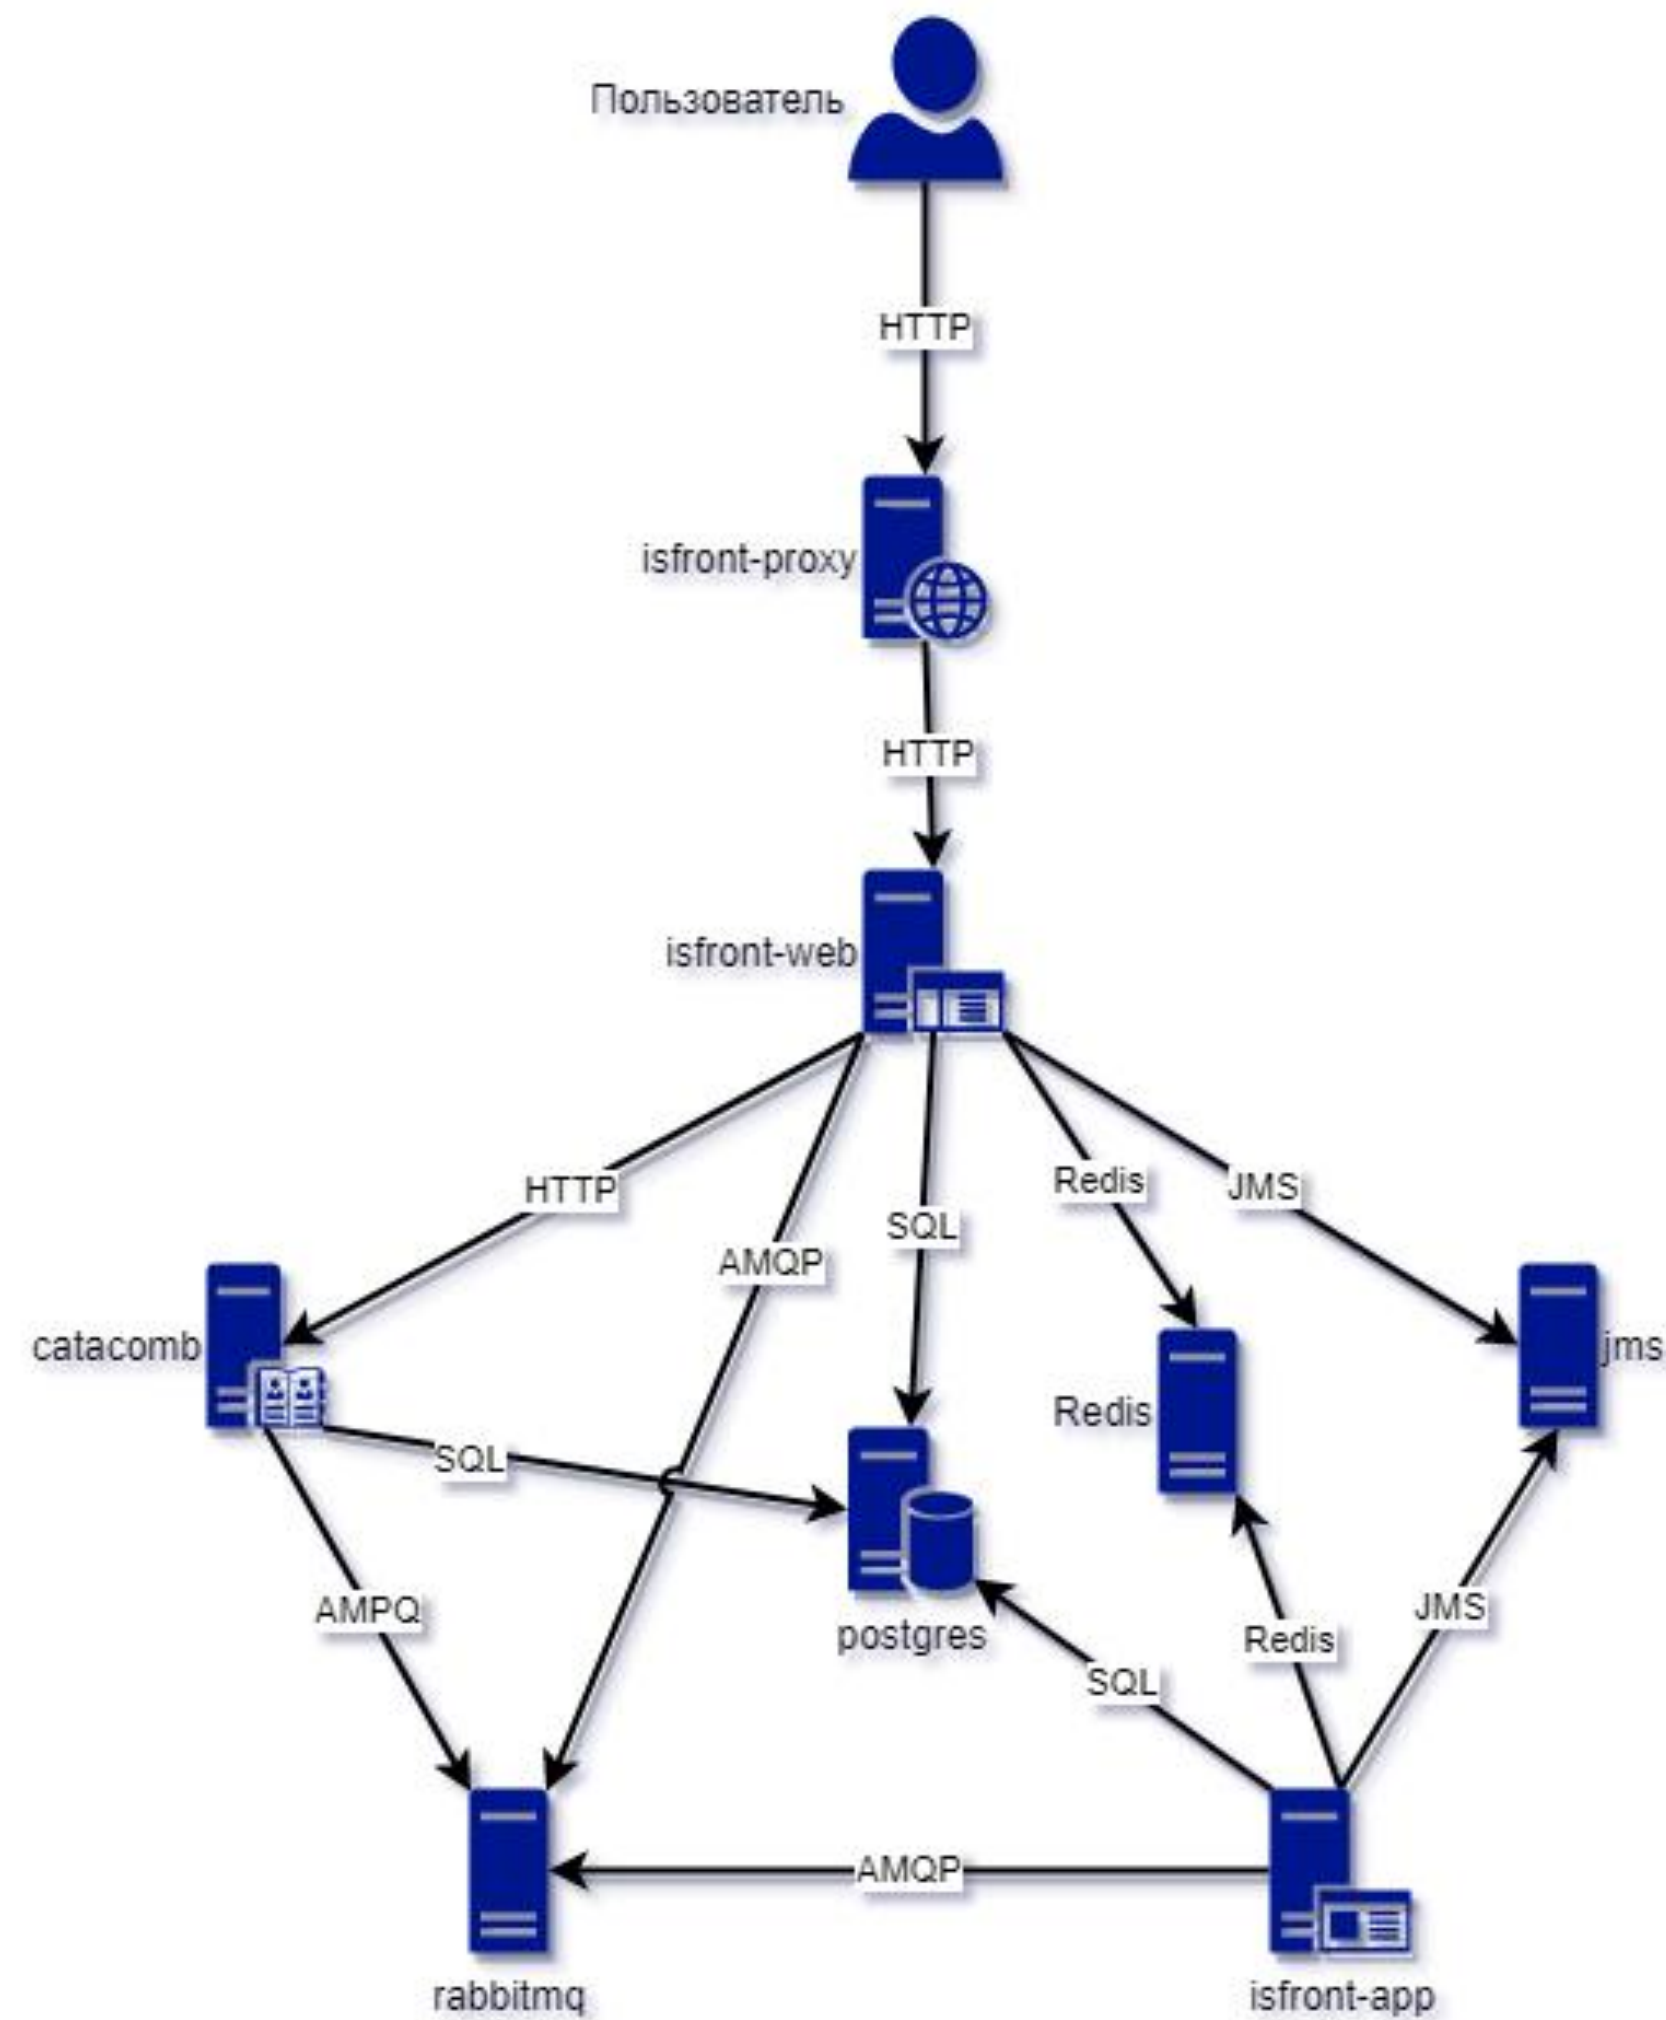 Пользователь
HTTP
isfront-proxy
HTTP
isfront-web
HTTP
AMQP
SQL
Redis
JMS
catacomb
jms
Redis
SQL
AMPQ
postgres
SQL
Redis
JMS
AMQP
rabbitmq
isfront-app